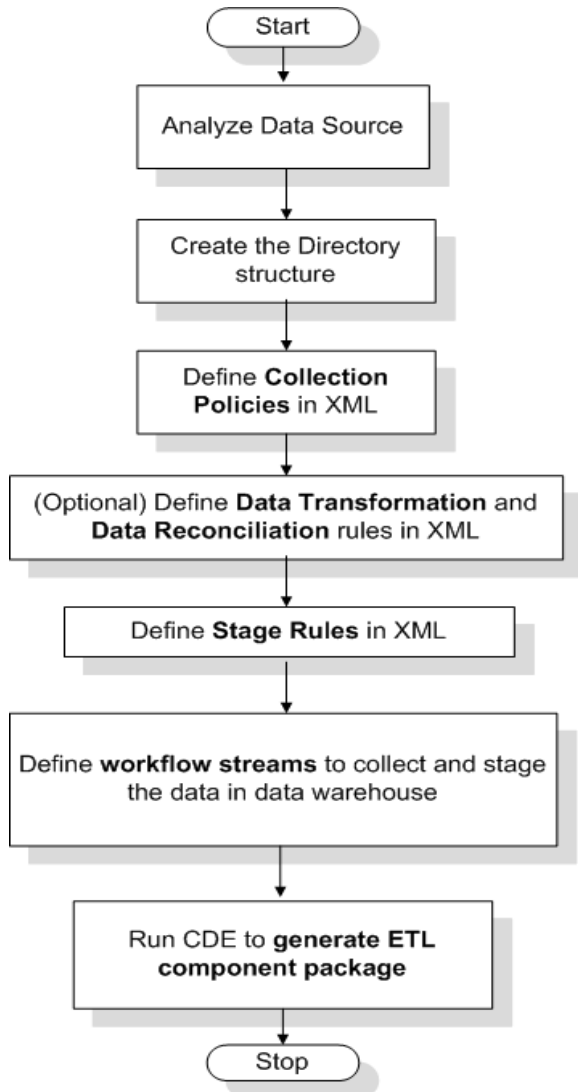 Start
Analyze Data Source
Create the Directory
structure
Define Collection
Policies in XML
(Optional) Define Data Transformation and
Data Reconciliation rules in XML
Define Stage Rules in XML
Define workflow streams to collect and stage
the data in data warehouse
Run CDE to generate ETL
component package
Stop